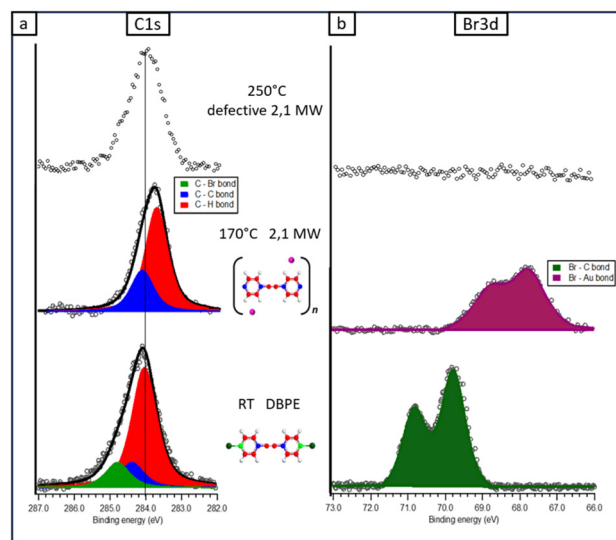 a
C1s
b
Br3d
250°C
defective 2,1 MW
C - Br bond
C - C bond
C - H bond
170°C 2,1 MW
n
Br - C bond
Br - Au bond
RT DBPE
287.0 286.0 285.0 284.0 283.0 282.0
Binding energy (eV)
73.0 72.0 71.0 70.0 69.0 68.0 67.0 66.0
Binding energy (eV)